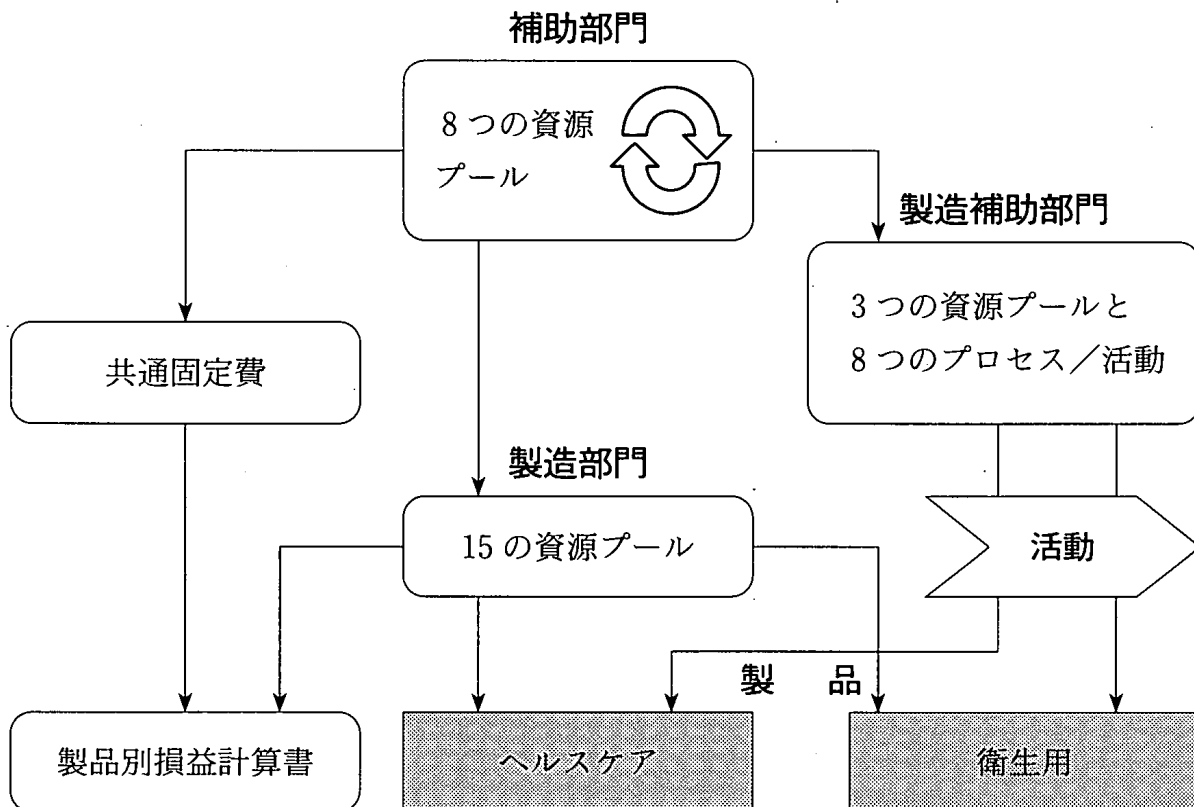 補助部門
8つの資源
プール
製造補助部門
3つの資源プールと
8つのプロセス／活動
共通固定費
製造部門
15の資源プール
活動
製　品
製品別損益計算書
ヘルスケア
衛生用